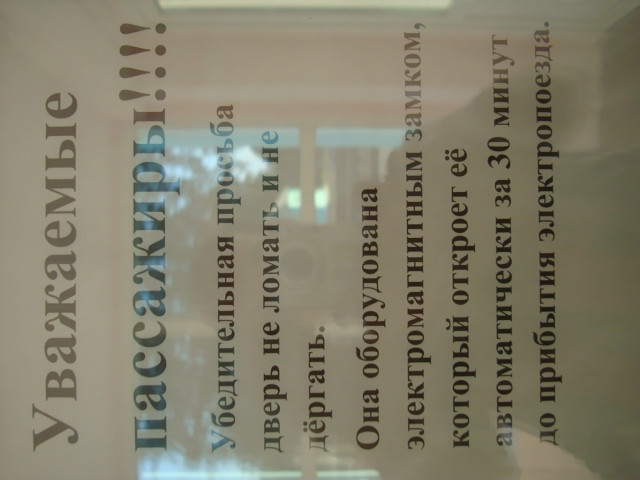 Уважаемые
пассажиры!!!!
Убедительная просьба
дверь не ломать и не
дёргать.
Она оборудована
электромагнитным замком,
который откроет её
автоматически за 30 минут
до прибытия электропоезда.